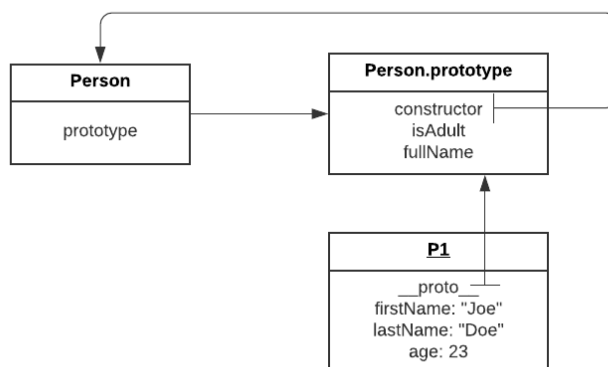 Person
prototype
Person.prototype
constructor
isAdult
fullName
P1
__proto__
firstName: "Joe"
lastName: "Doe"
age: 23